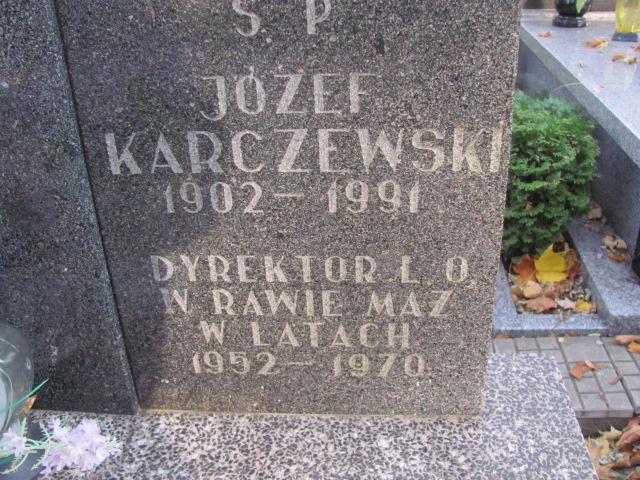 Ś P
JÓZEF
KARCZEWSKI
1902 – 1991
DYREKTOR L O
W RAWIE MAZ
W LATACH
1952 – 1970